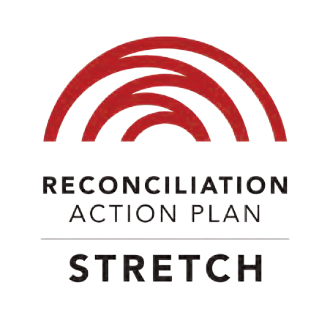 RECONCILIATION
ACTION PLAN
STRETCH